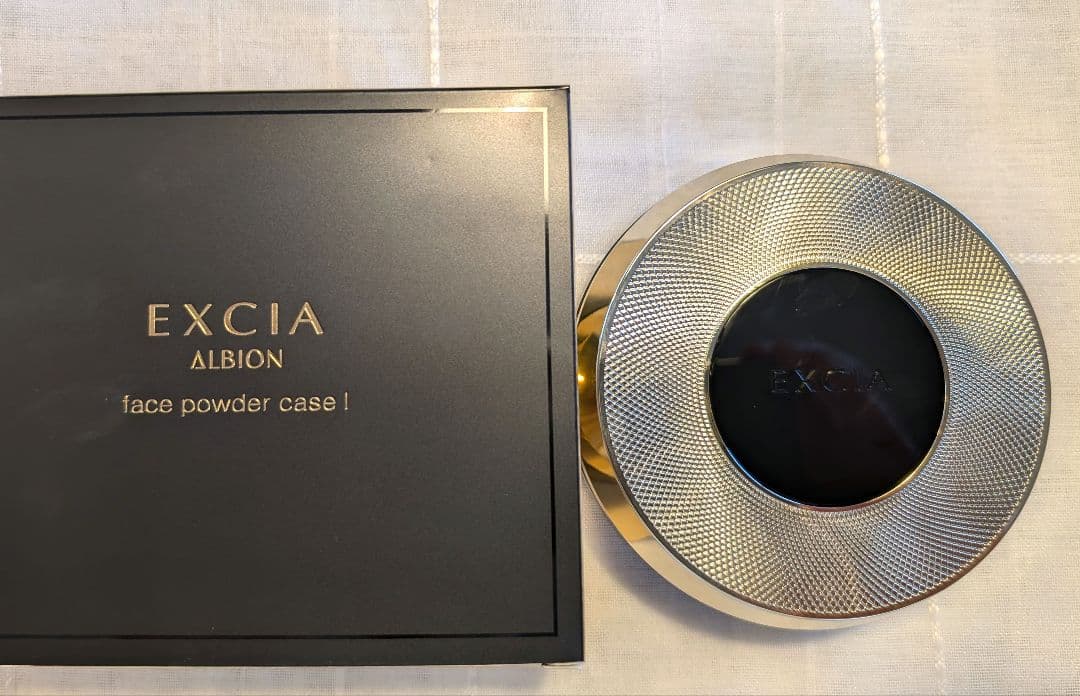 EXCIA
ALBION
face powder case I
EXCIA